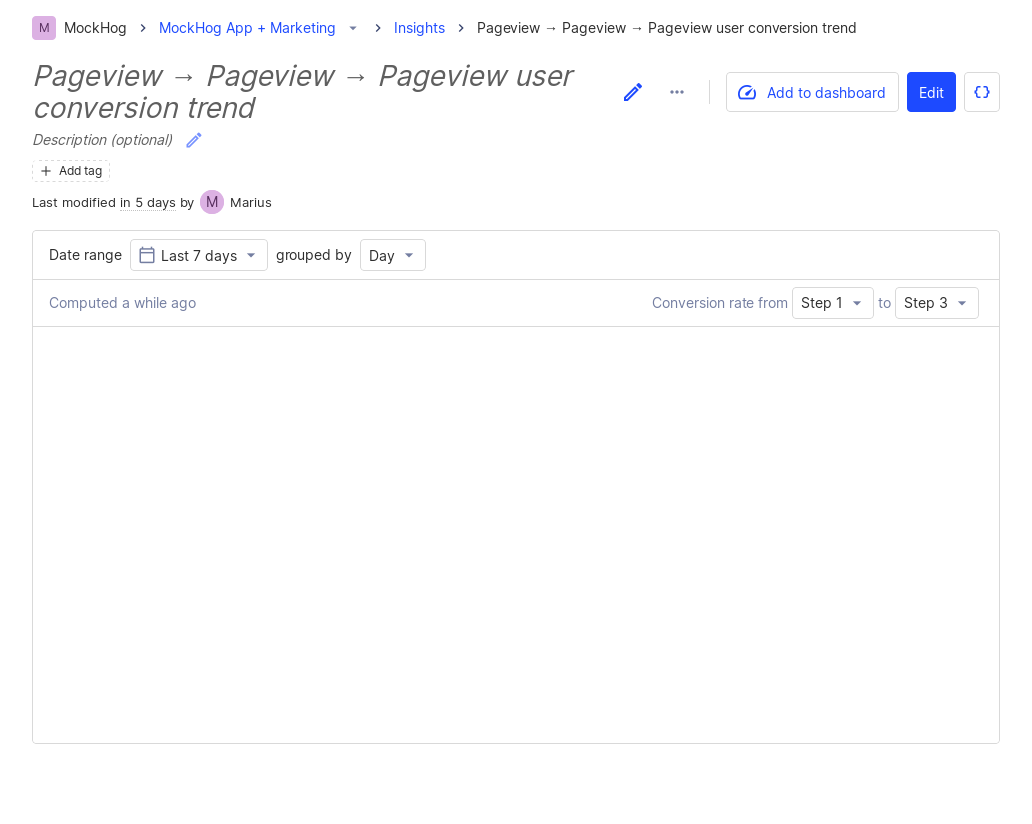 M MockHog MockHog App + Marketing Insights Pageview → Pageview → Pageview user conversion trend
Pageview → Pageview → Pageview user
conversion trend
Add to dashboard Edit
Description (optional)
Add tag
Last modified in 5 days by M Marius
Date range Last 7 days grouped by Day
Computed a while ago Conversion rate from Step 1 to Step 3